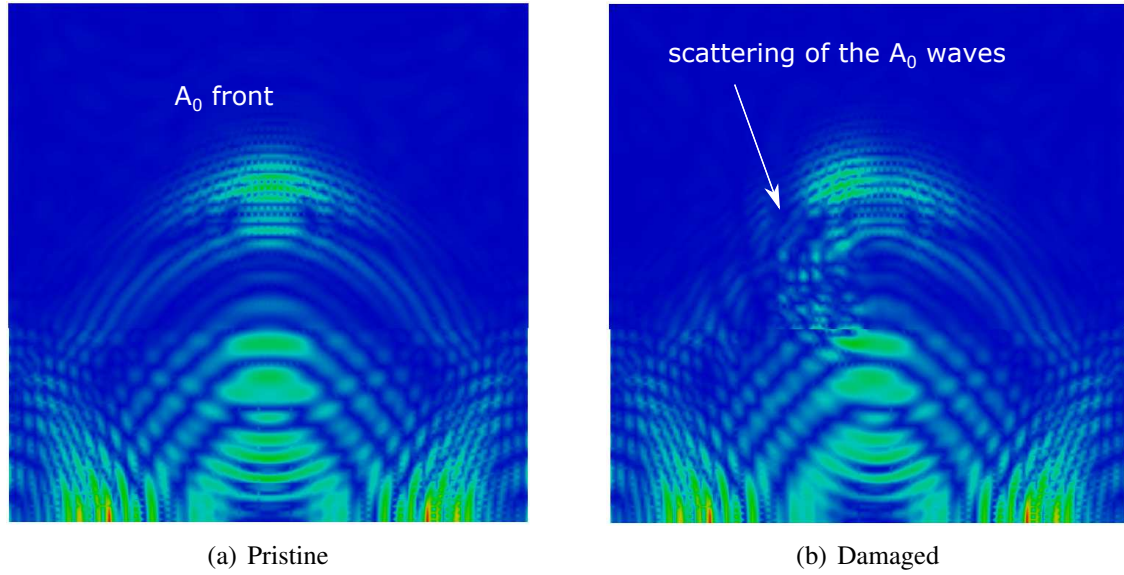 A₀ front
scattering of the A₀ waves
(a) Pristine
(b) Damaged